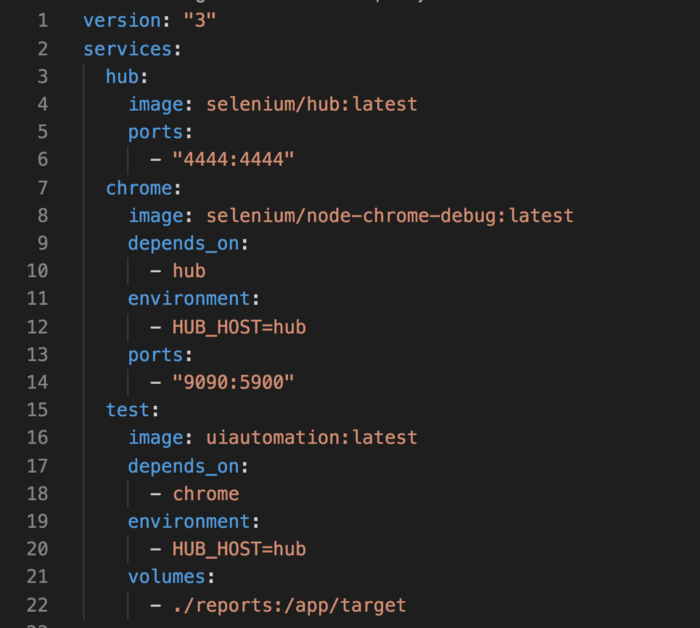 1 version: "3"
2 services:
3   hub:
4     image: selenium/hub:latest
5     ports:
6       - "4444:4444"
7   chrome:
8     image: selenium/node-chrome-debug:latest
9     depends_on:
10       - hub
11     environment:
12       - HUB_HOST=hub
13     ports:
14       - "9090:5900"
15   test:
16     image: uiautomation:latest
17     depends_on:
18       - chrome
19     environment:
20       - HUB_HOST=hub
21     volumes:
22       - ./reports:/app/target